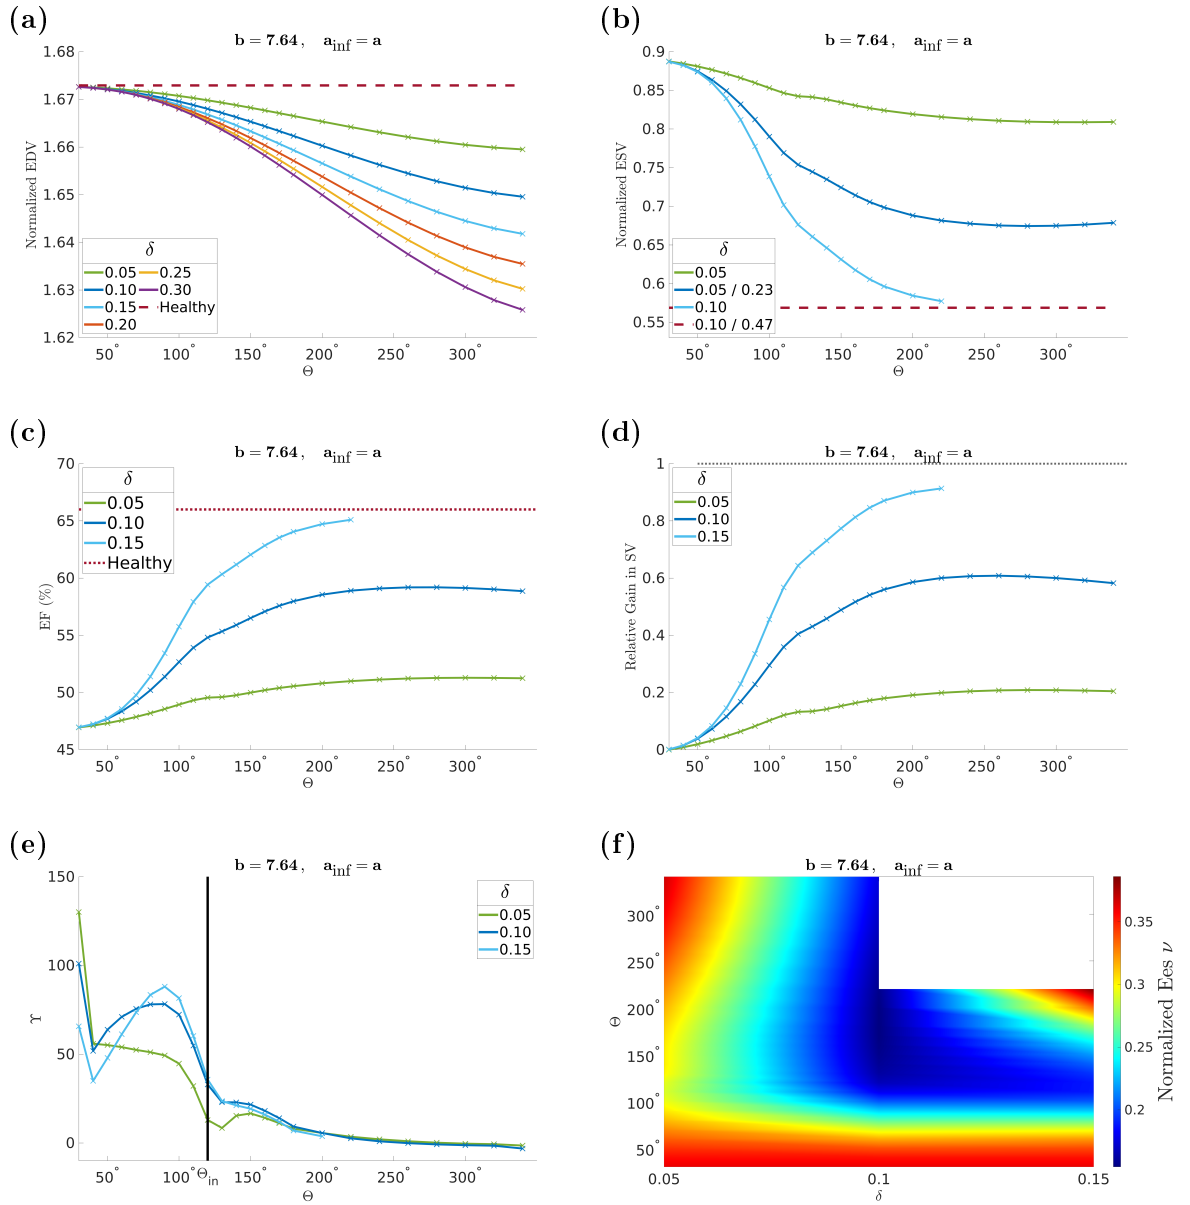 (a)
b = 7.64 ,    a_inf = a
1.68
1.67
1.66
1.65
1.64
1.63
1.62
Normalized EDV
50° 100° 150° 200° 250° 300°
Θ
δ
0.05 0.25
0.10 0.30
0.15 Healthy
0.20
(b)
b = 7.64 ,    a_inf = a
0.9
0.85
0.8
0.75
0.7
0.65
0.6
0.55
Normalized ESV
50° 100° 150° 200° 250° 300°
Θ
δ
0.05
0.05 / 0.23
0.10
0.10 / 0.47
(c)
b = 7.64 ,    a_inf = a
70
65
60
55
50
45
EF (%)
50° 100° 150° 200° 250° 300°
Θ
δ
0.05
0.10
0.15
Healthy
(d)
b = 7.64 ,    a_inf = a
1
0.8
0.6
0.4
0.2
0
Relative Gain in SV
50° 100° 150° 200° 250° 300°
Θ
δ
0.05
0.10
0.15
(e)
b = 7.64 ,    a_inf = a
150
100
50
0
ϒ
50° 100° Θ_in 150° 200° 250° 300°
Θ
δ
0.05
0.10
0.15
(f)
b = 7.64 ,    a_inf = a
300°
250°
200°
150°
100°
50°
Θ
0.05 0.1 0.15
δ
0.35
0.3
0.25
0.2
Normalized Ees ν